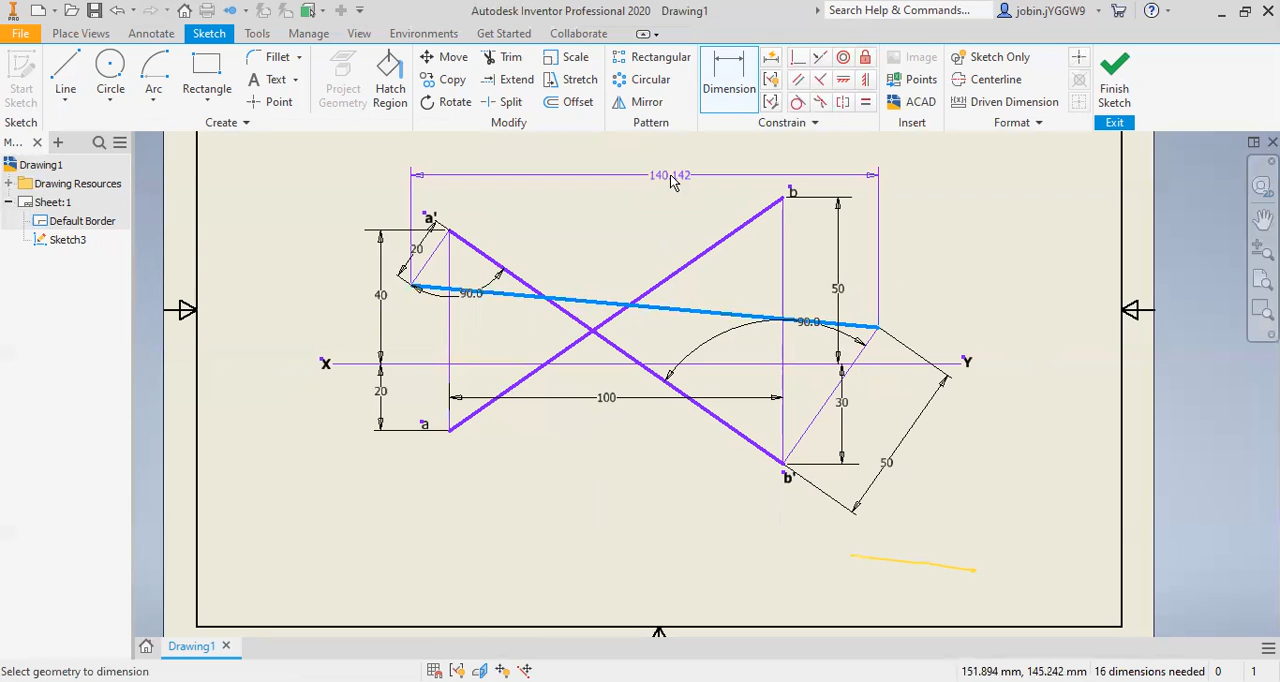 PRO
Autodesk Inventor Professional 2020 Drawing1
Search Help & Commands...
jobin.jYGGW9
File Place Views Annotate Sketch Tools Manage View Environments Get Started Collaborate
Start Sketch
Line
Circle
Arc
Rectangle
Fillet
Text
Point
Project Geometry
Hatch Region
Move
Copy
Rotate
Trim
Extend
Split
Scale
Stretch
Offset
Rectangular
Circular
Mirror
Dimension
Image
Points
ACAD
Sketch Only
Centerline
Driven Dimension
Finish Sketch
Sketch Create Modify Pattern Constrain Insert Format Exit
M...
Drawing1
Drawing Resources
Sheet:1
Default Border
Sketch3
140.142
a'
b
20
90.0
40
50
90.0
X
Y
20
100
30
a
50
b'
Drawing1
Select geometry to dimension
151.894 mm, 145.242 mm 16 dimensions needed 0 1